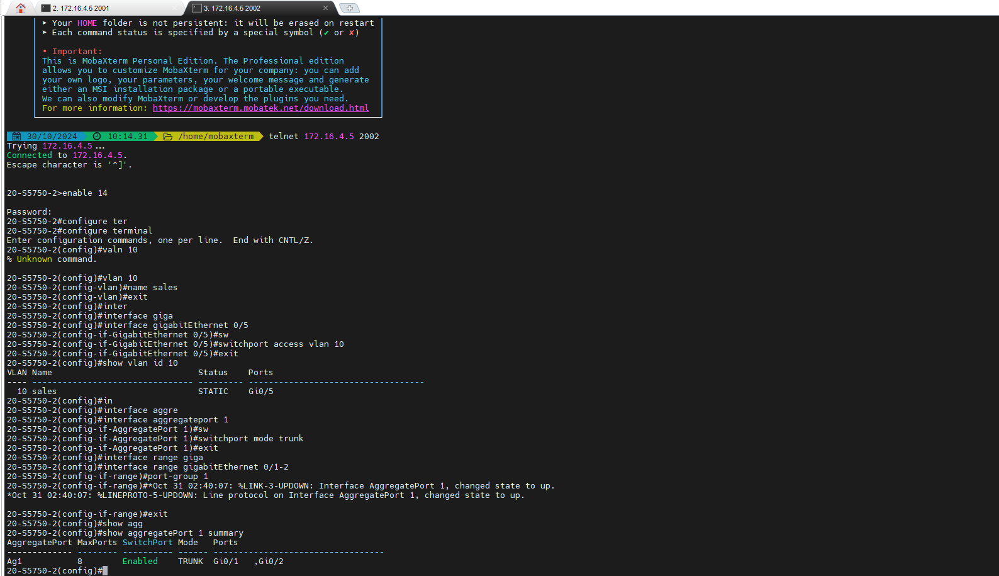 2. 172.16.4.5 2001
3. 172.16.4.5 2002
➤ Your HOME folder is not persistent: it will be erased on restart
➤ Each command status is specified by a special symbol (✔ or ✘)
• Important:
This is MobaXterm Personal Edition. The Professional edition
allows you to customize MobaXterm for your company: you can add
your own logo, your parameters, your welcome message and generate
either an MSI installation package or a portable executable.
We can also modify MobaXterm or develop the plugins you need.
For more information: https://mobaxterm.mobatek.net/download.html
30/10/2024 10:14.31 /home/mobaxterm telnet 172.16.4.5 2002
Trying 172.16.4.5...
Connected to 172.16.4.5.
Escape character is '^]'.
20-S5750-2>enable 14
Password:
20-S5750-2#configure ter
20-S5750-2#configure terminal
Enter configuration commands, one per line.  End with CNTL/Z.
20-S5750-2(config)#valn 10
% Unknown command.
20-S5750-2(config)#vlan 10
20-S5750-2(config-vlan)#name sales
20-S5750-2(config-vlan)#exit
20-S5750-2(config)#inter
20-S5750-2(config)#interface giga
20-S5750-2(config)#interface gigabitEthernet 0/5
20-S5750-2(config-if-GigabitEthernet 0/5)#sw
20-S5750-2(config-if-GigabitEthernet 0/5)#switchport access vlan 10
20-S5750-2(config-if-GigabitEthernet 0/5)#exit
20-S5750-2(config)#show vlan id 10
VLAN Name                             Status    Ports
---- -------------------------------- --------- -----------------------------------
  10 sales                            STATIC    Gi0/5
20-S5750-2(config)#in
20-S5750-2(config)#interface aggre
20-S5750-2(config)#interface aggregateport 1
20-S5750-2(config-if-AggregatePort 1)#sw
20-S5750-2(config-if-AggregatePort 1)#switchport mode trunk
20-S5750-2(config-if-AggregatePort 1)#exit
20-S5750-2(config)#interface range giga
20-S5750-2(config)#interface range gigabitEthernet 0/1-2
20-S5750-2(config-if-range)#port-group 1
20-S5750-2(config-if-range)#*Oct 31 02:40:07: %LINK-3-UPDOWN: Interface AggregatePort 1, changed state to up.
*Oct 31 02:40:07: %LINEPROTO-5-UPDOWN: Line protocol on Interface AggregatePort 1, changed state to up.
20-S5750-2(config-if-range)#exit
20-S5750-2(config)#show agg
20-S5750-2(config)#show aggregatePort 1 summary
AggregatePort MaxPorts SwitchPort Mode   Ports
------------- -------- ---------- ------ ----------------------------------
Ag1           8        Enabled    TRUNK  Gi0/1   ,Gi0/2
20-S5750-2(config)#